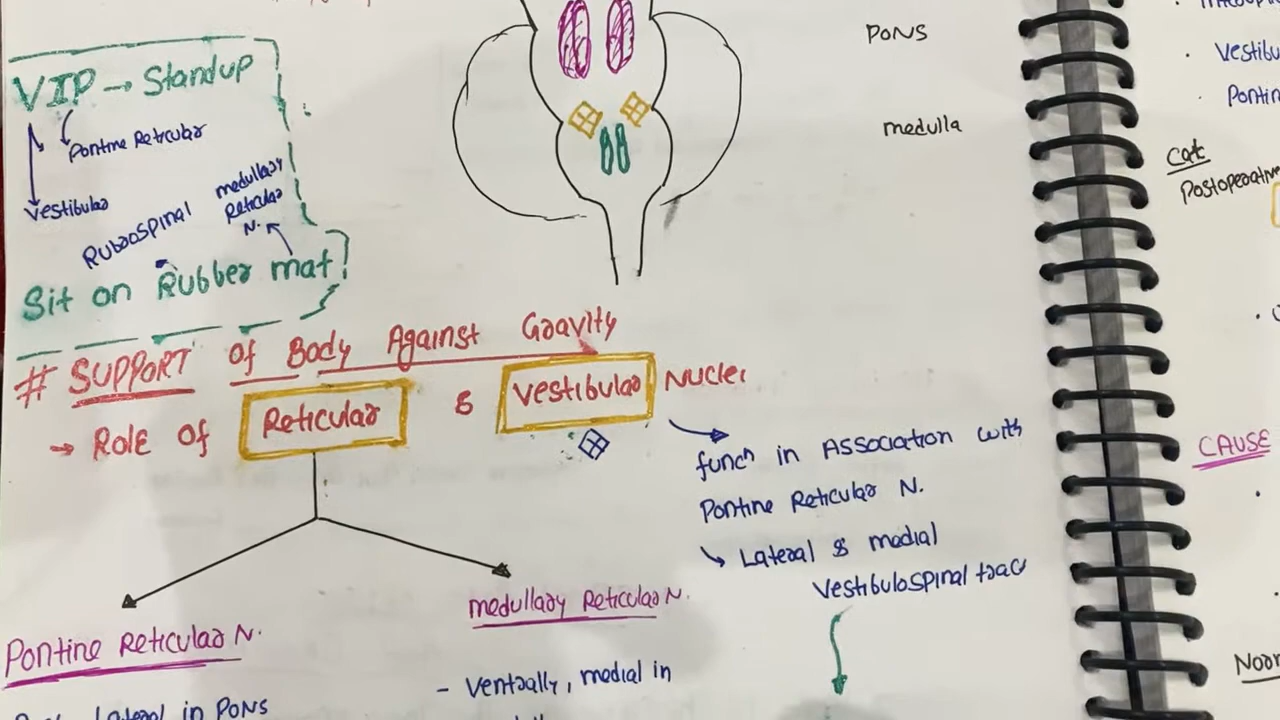 VIP → Standup
Pontine Reticular
Vestibular
Rubrospinal
medullary
Reticular
N.
Sit on Rubber mat!
PONS
medulla
# SUPPORT of Body Against Gravity
→ Role of Reticular & Vestibular Nuclei
funcn in Association with
Pontine Reticular N.
Lateral & medial
Vestibulospinal trac
Pontine Reticular N.
medullary Reticular N.
Lateral in PONS
- Ventrally, medial in
Vestibu
Pontin
Cat
Postoperative
CAUSE